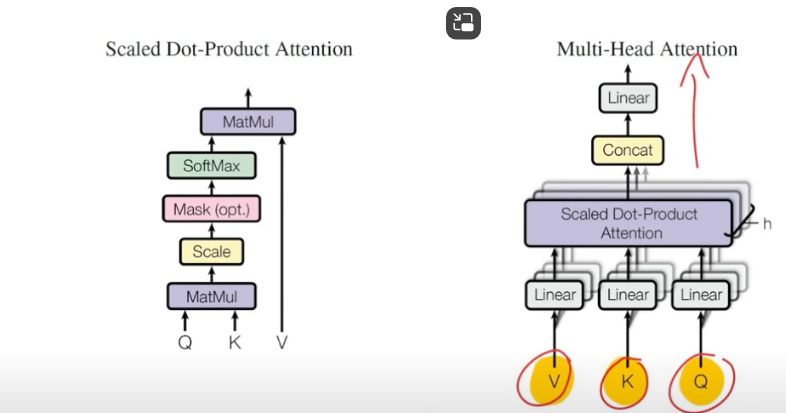 Scaled Dot-Product Attention
MatMul
SoftMax
Mask (opt.)
Scale
MatMul
Q K V
Multi-Head Attention
Linear
Concat
Scaled Dot-Product
Attention
h
Linear Linear Linear
V K Q